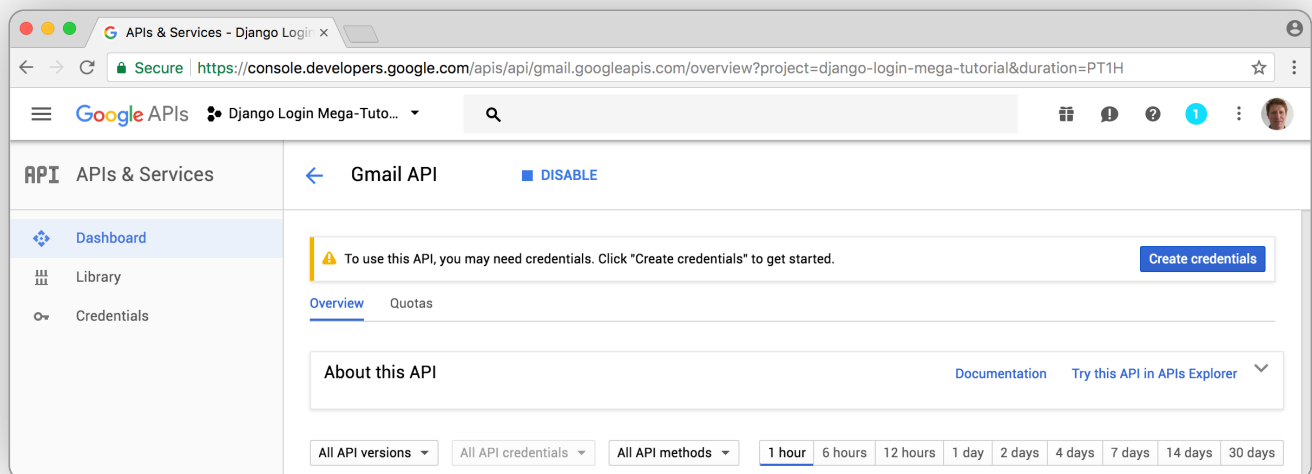 APIs & Services - Django Login
Secure https://console.developers.google.com/apis/api/gmail.googleapis.com/overview?project=django-login-mega-tutorial&duration=PT1H
Google APIs Django Login Mega-Tuto... 1
API APIs & Services Gmail API DISABLE
Dashboard
Library
Credentials
To use this API, you may need credentials. Click "Create credentials" to get started. Create credentials
Overview Quotas
About this API Documentation Try this API in APIs Explorer
All API versions All API credentials All API methods 1 hour 6 hours 12 hours 1 day 2 days 4 days 7 days 14 days 30 days